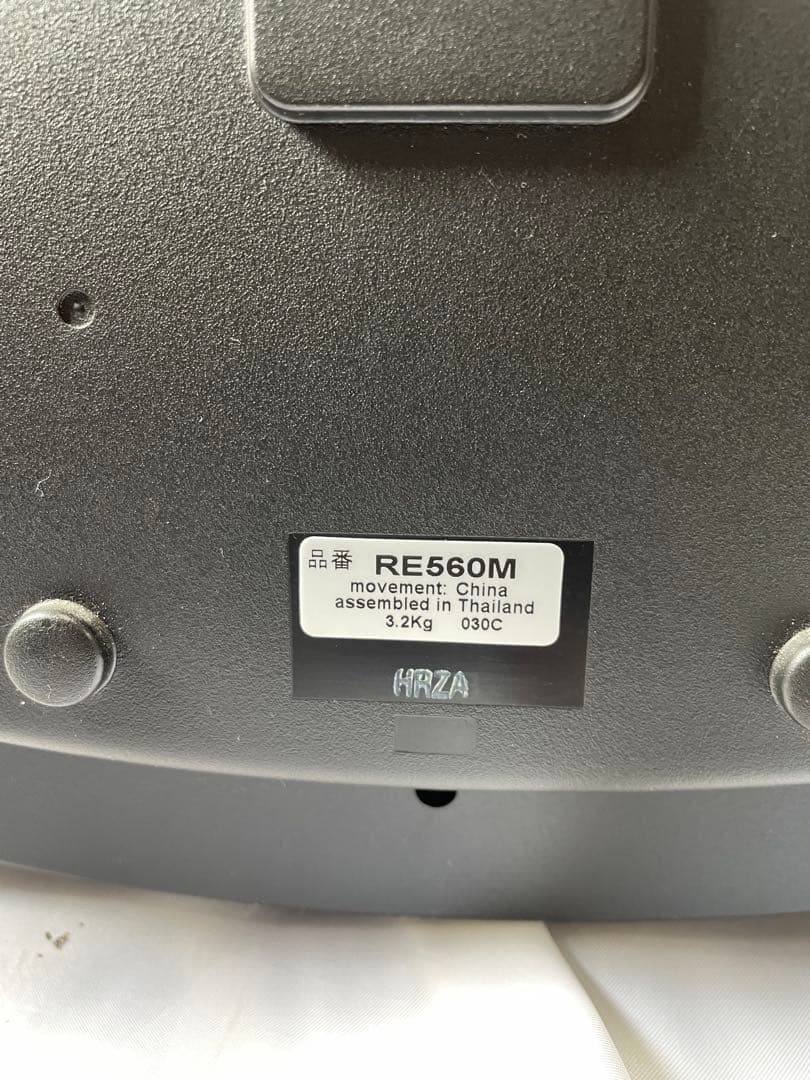 品番 RE560M
movement: China
assembled in Thailand
3.2Kg 030C
HRZA